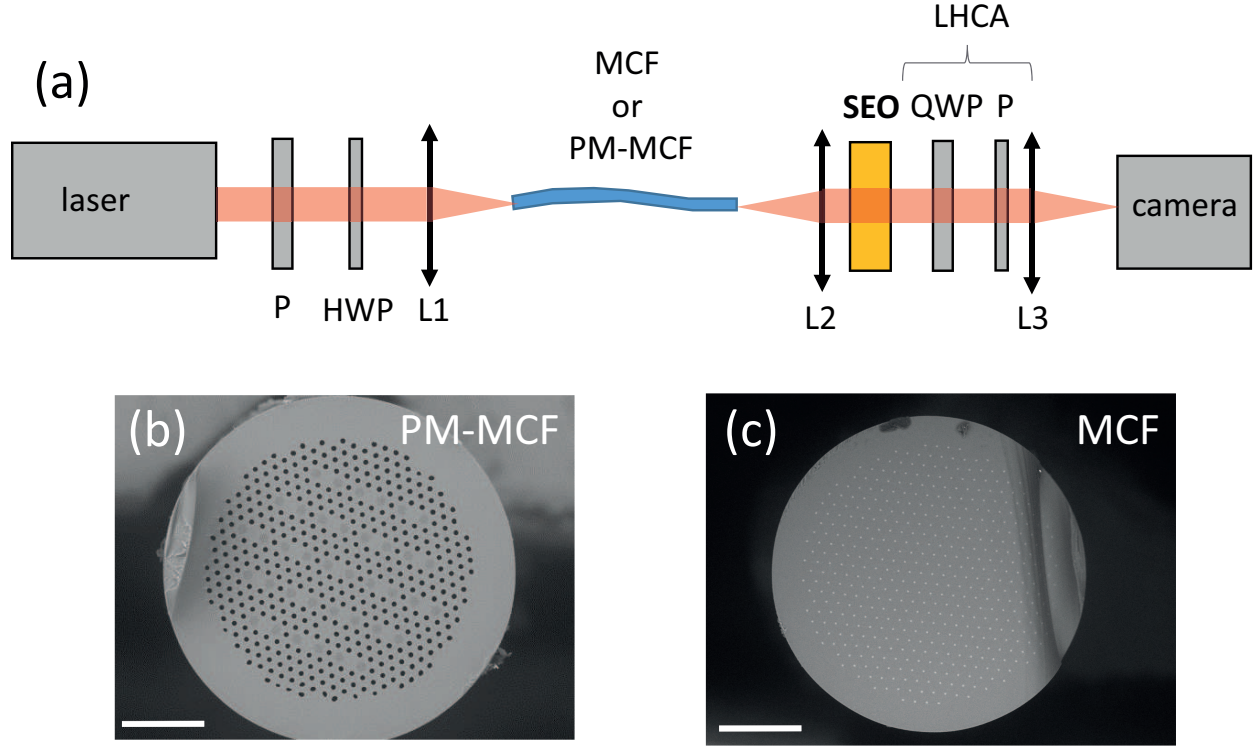 (a)
laser
P
HWP
L1
MCF
or
PM-MCF
LHCA
SEO
QWP
P
L2
L3
camera
(b)
PM-MCF
(c)
MCF